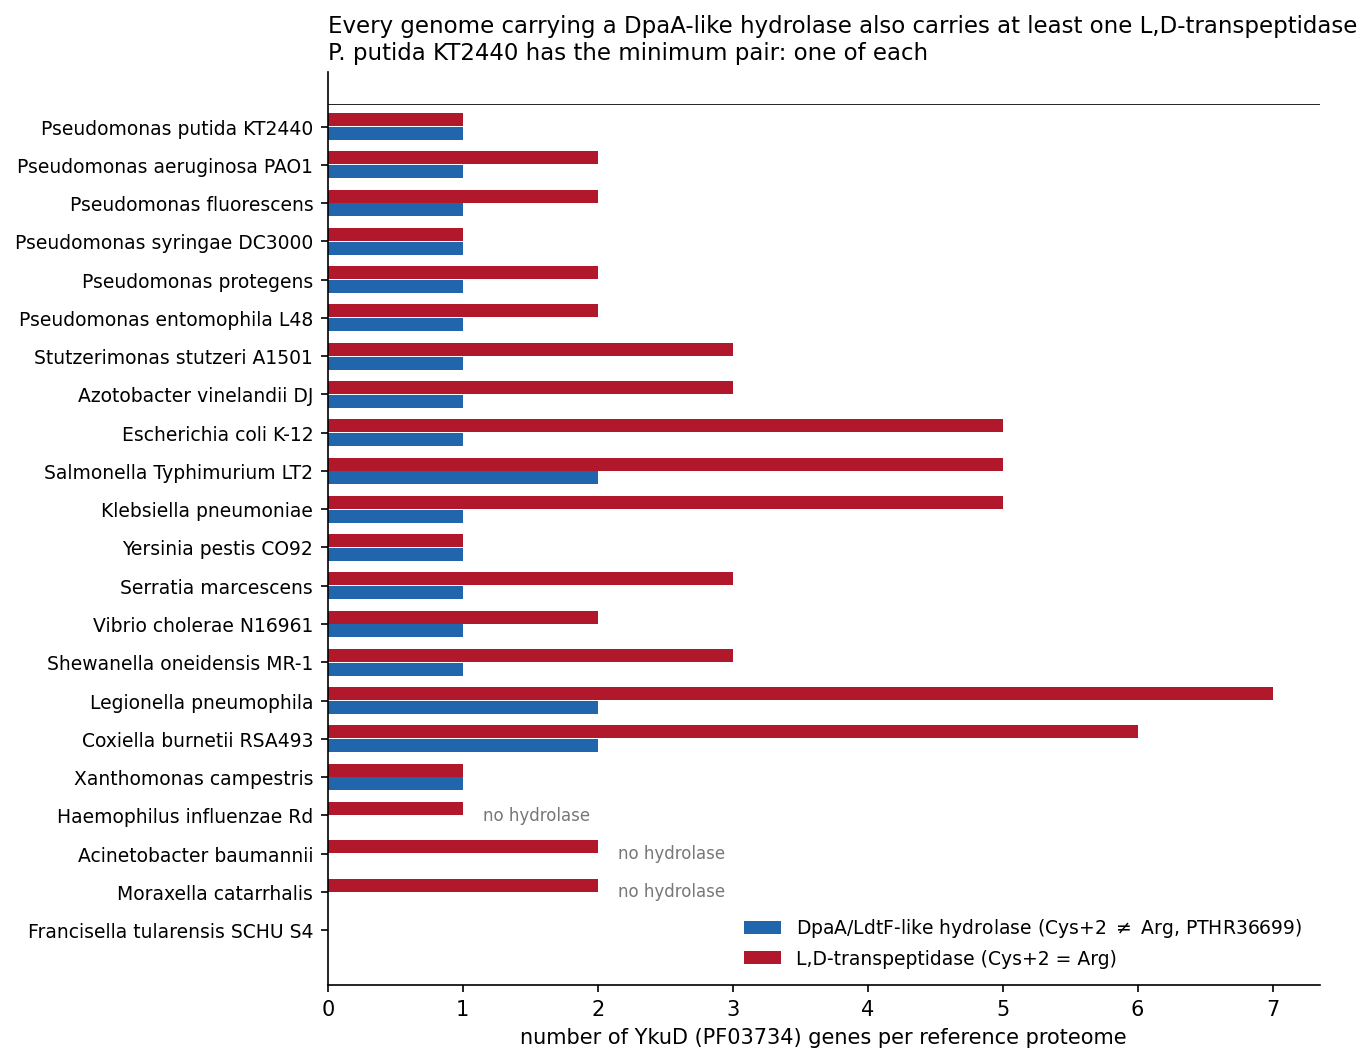 Every genome carrying a DpaA-like hydrolase also carries at least one L,D-transpeptidase
P. putida KT2440 has the minimum pair: one of each
Pseudomonas putida KT2440
Pseudomonas aeruginosa PAO1
Pseudomonas fluorescens
Pseudomonas syringae DC3000
Pseudomonas protegens
Pseudomonas entomophila L48
Stutzerimonas stutzeri A1501
Azotobacter vinelandii DJ
Escherichia coli K-12
Salmonella Typhimurium LT2
Klebsiella pneumoniae
Yersinia pestis CO92
Serratia marcescens
Vibrio cholerae N16961
Shewanella oneidensis MR-1
Legionella pneumophila
Coxiella burnetii RSA493
Xanthomonas campestris
Haemophilus influenzae Rd no hydrolase
Acinetobacter baumannii no hydrolase
Moraxella catarrhalis no hydrolase
Francisella tularensis SCHU S4
DpaA/LdtF-like hydrolase (Cys+2 ≠ Arg, PTHR36699)
L,D-transpeptidase (Cys+2 = Arg)
0 1 2 3 4 5 6 7
number of YkuD (PF03734) genes per reference proteome